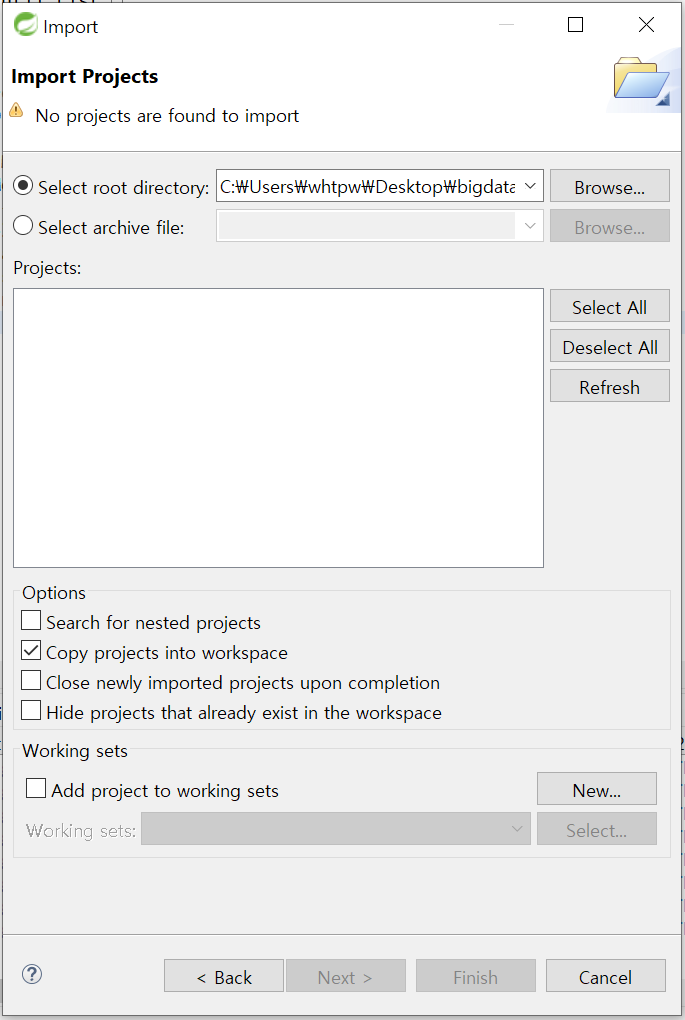 Import
Import Projects
No projects are found to import
Select root directory: C:₩Users₩whtpw₩Desktop₩bigdata Browse...
Select archive file: Browse...
Projects:
Select All
Deselect All
Refresh
Options
Search for nested projects
Copy projects into workspace
Close newly imported projects upon completion
Hide projects that already exist in the workspace
Working sets
Add project to working sets New...
Working sets: Select...
? < Back Next > Finish Cancel